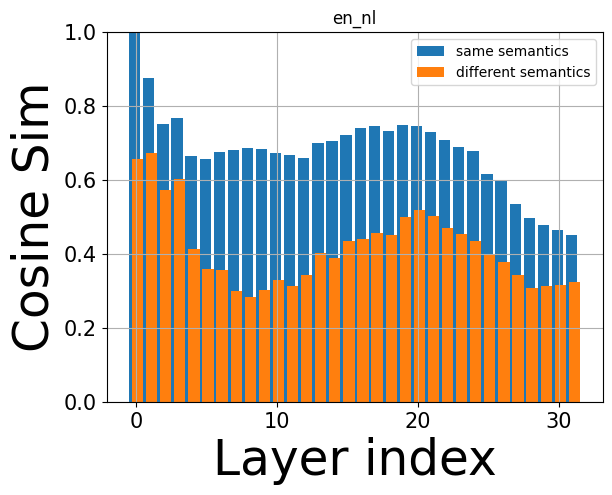 en_nl
same semantics
different semantics
Cosine Sim
1.0
0.8
0.6
0.4
0.2
0.0
0 10 20 30
Layer index